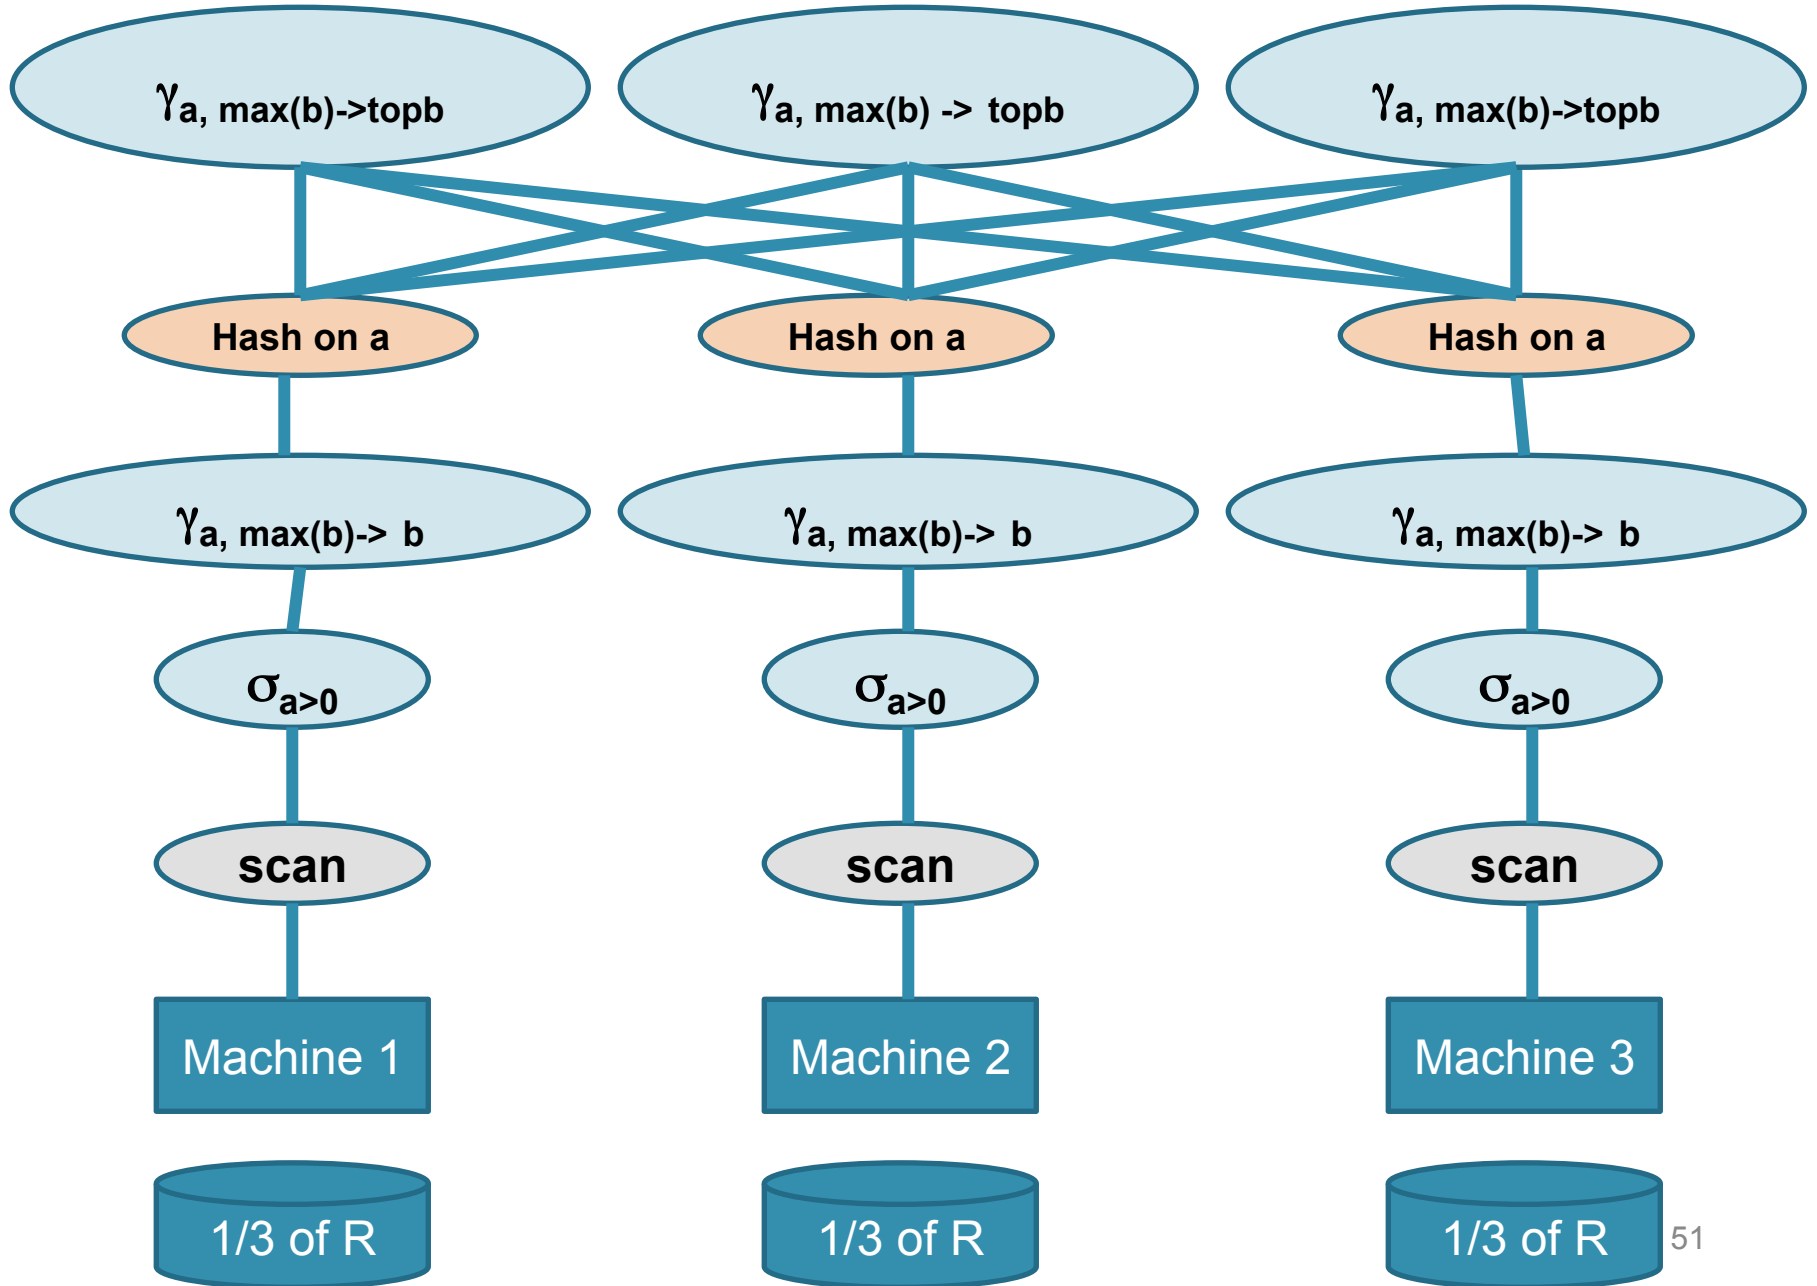 γa, max(b)->topb
γa, max(b) -> topb
γa, max(b)->topb
Hash on a
Hash on a
Hash on a
γa, max(b)-> b
γa, max(b)-> b
γa, max(b)-> b
σa>0
σa>0
σa>0
scan
scan
scan
Machine 1
Machine 2
Machine 3
1/3 of R
1/3 of R
1/3 of R
51